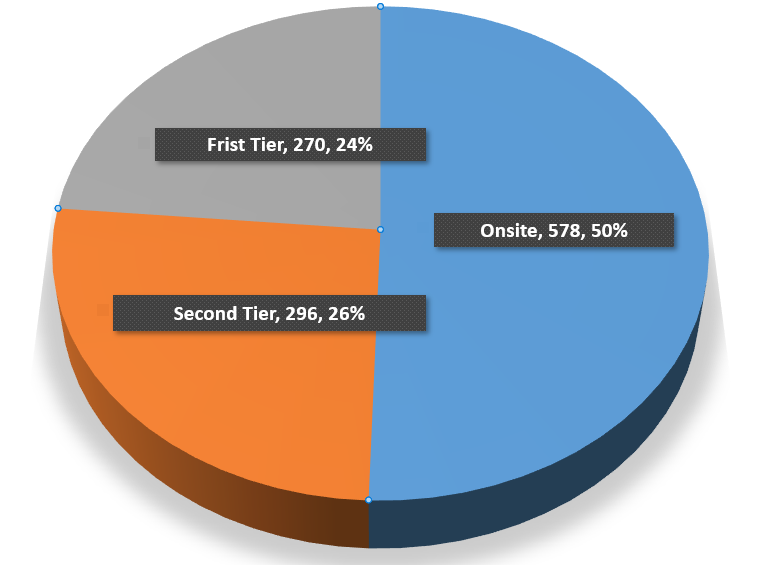 Frist Tier, 270, 24%
Onsite, 578, 50%
Second Tier, 296, 26%